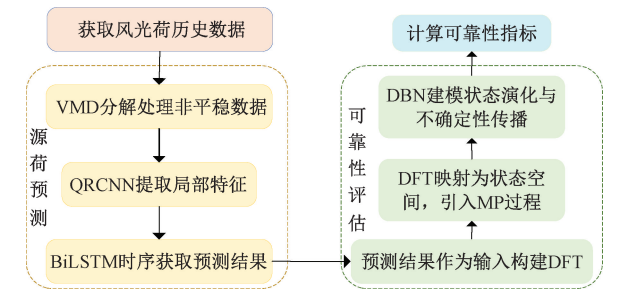 获取风光荷历史数据
源荷预测
VMD分解处理非平稳数据
QRCNN提取局部特征
BiLSTM时序获取预测结果
可靠性评估
预测结果作为输入构建DFT
DFT映射为状态空
间，引入MP过程
DBN建模状态演化与
不确定性传播
计算可靠性指标